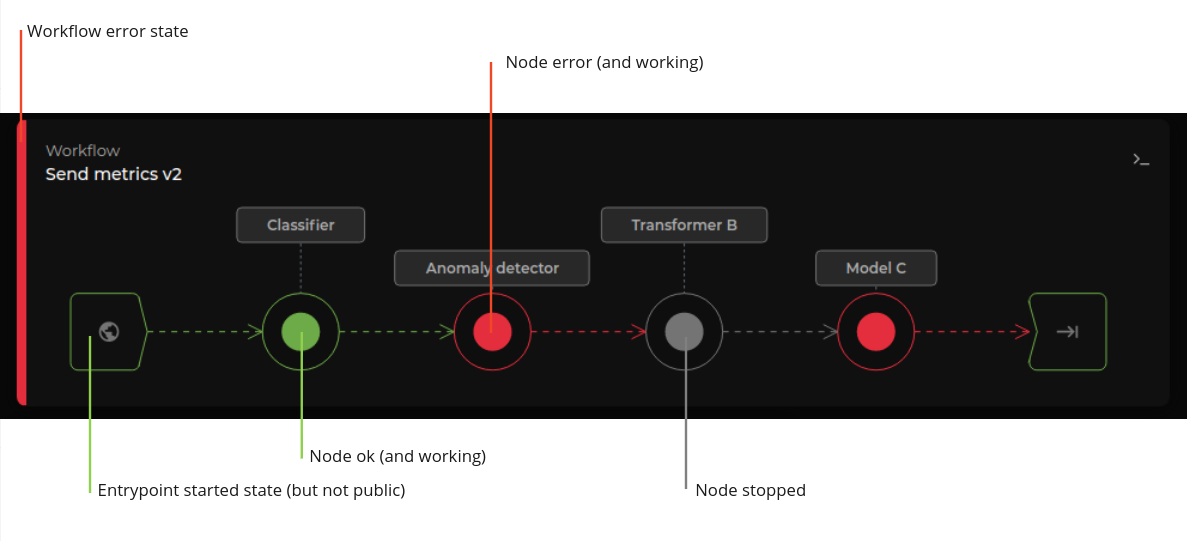 Workflow error state
Node error (and working)
Workflow
Send metrics v2
Classifier
Transformer B
Anomaly detector
Model C
Node ok (and working)
Entrypoint started state (but not public)
Node stopped